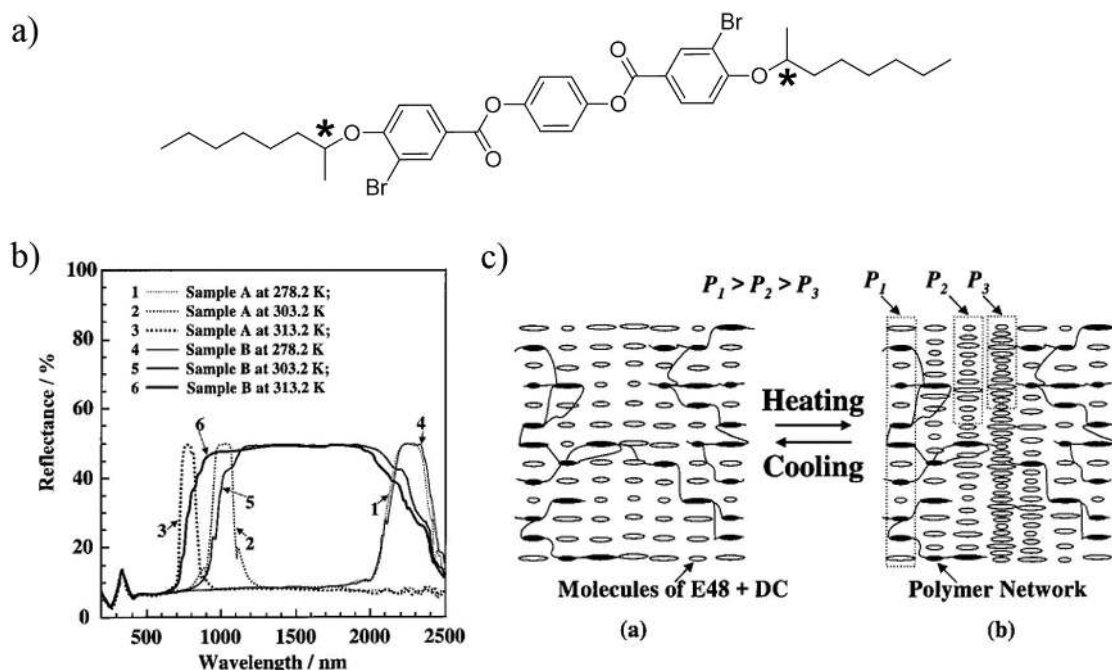 a)
Br
O
O
O
O
*
*
O
O
Br
b)
100
80
60
40
20
0
Reflectance / %
1 Sample A at 278.2 K;
2 Sample A at 303.2 K;
3 Sample A at 313.2 K;
4 Sample B at 278.2 K
5 Sample B at 303.2 K;
6 Sample B at 313.2 K
6
4
5
1
3
2
500 1000 1500 2000 2500
Wavelength / nm
c)
P1 > P2 > P3
P1 P2 P3
Heating
Cooling
Molecules of E48 + DC
Polymer Network
(a) (b)